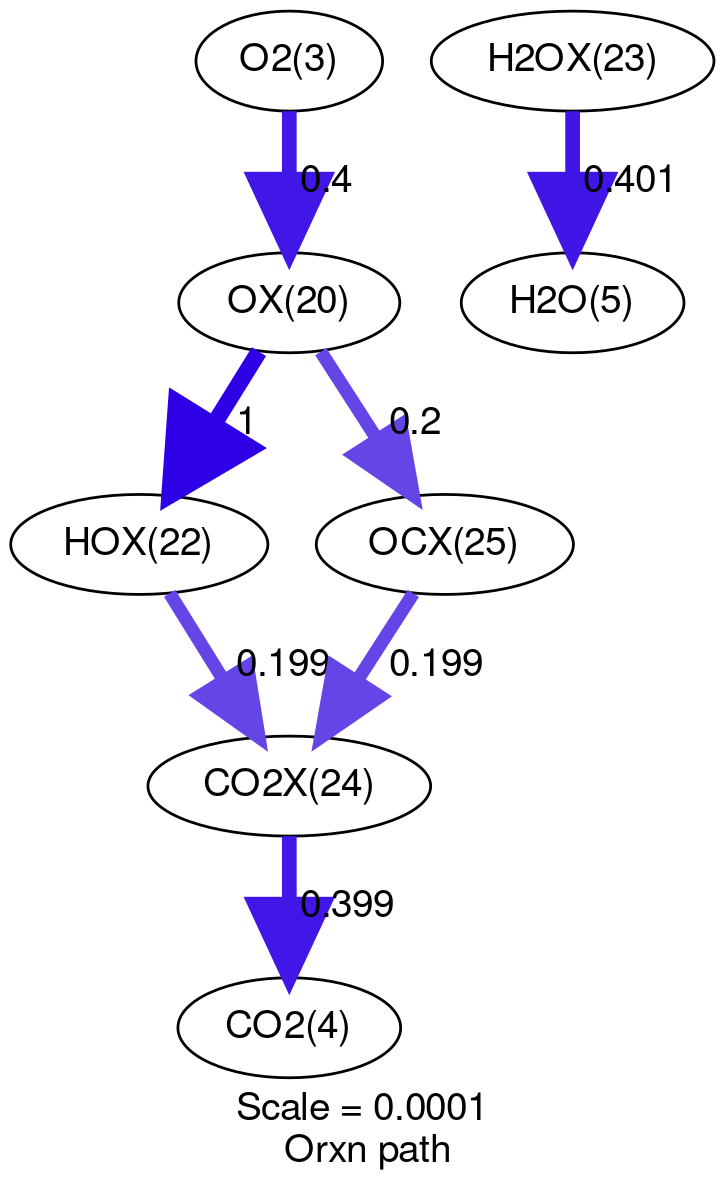 O2(3)
H2OX(23)
0.4
0.401
OX(20)
H2O(5)
1
0.2
HOX(22)
OCX(25)
0.199
0.199
CO2X(24)
0.399
CO2(4)
Scale = 0.0001
Orxn path